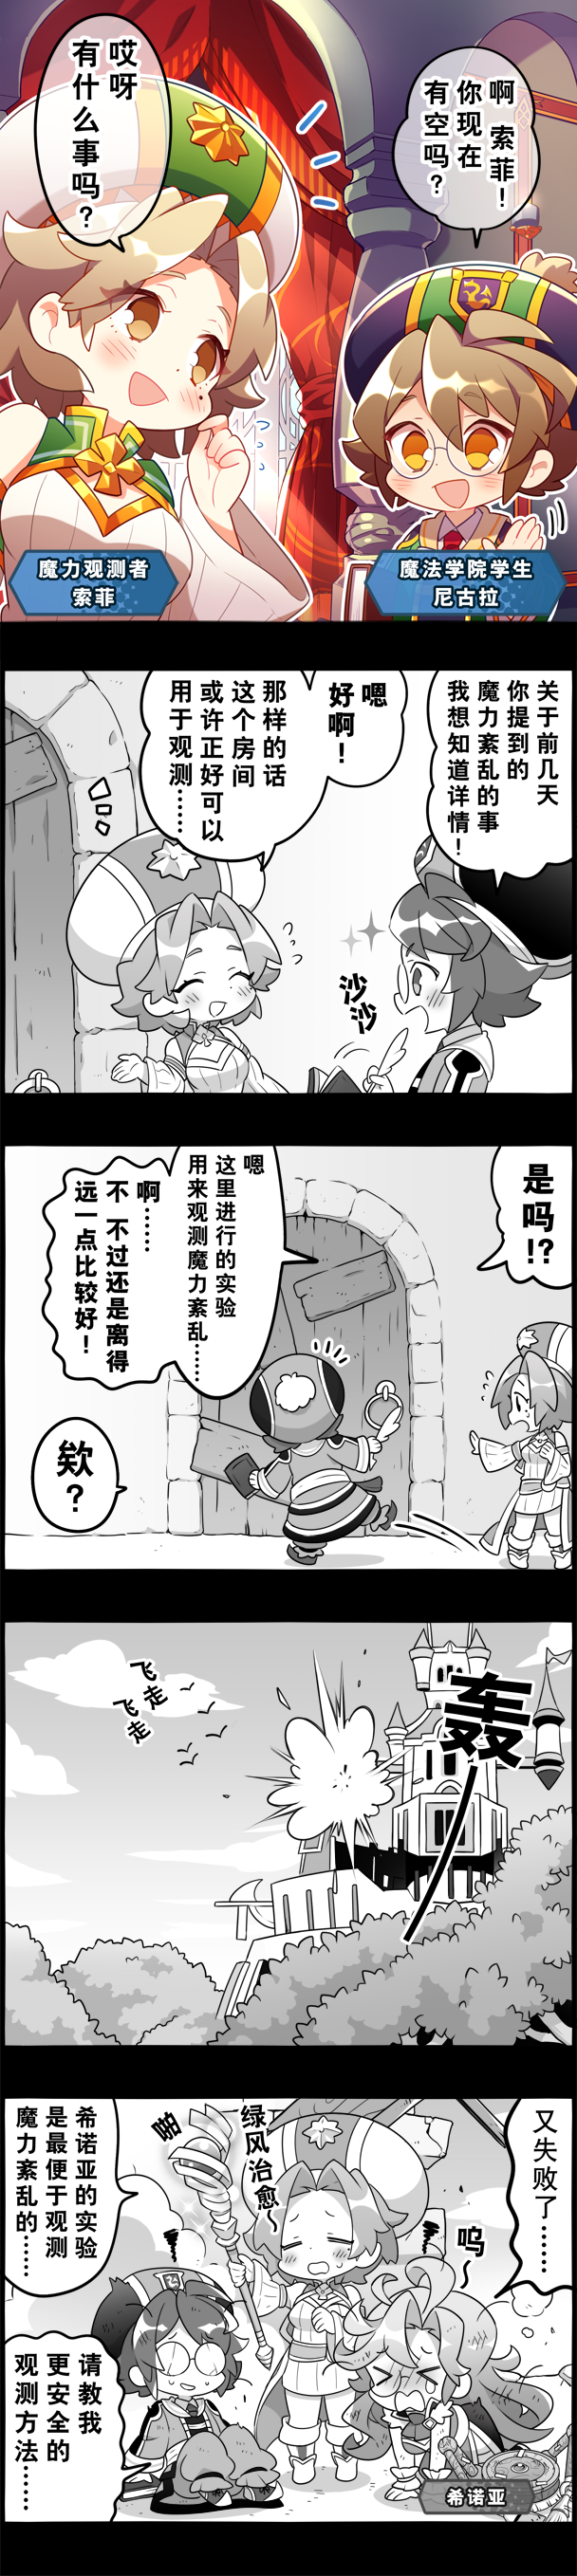 啊 索菲！
你现在
有空吗？
哎呀
有什么事吗？
魔法学院学生
尼古拉
魔力观测者
索菲
关于前几天
你提到的
魔力紊乱的事
我想知道详情！
嗯
好啊！
那样的话
这个房间
或许正好可以
用于观测……
沙沙
是吗！？
嗯
这里进行的实验
用来观测魔力紊乱……
啊……
不 不过还是离得
远一点比较好！
欸？
轰
飞走
飞走
又失败了……
呜～
绿风治愈～
啪
希诺亚的实验
是最便于观测
魔力紊乱的……
请教我
更安全的
观测方法……
希诺亚